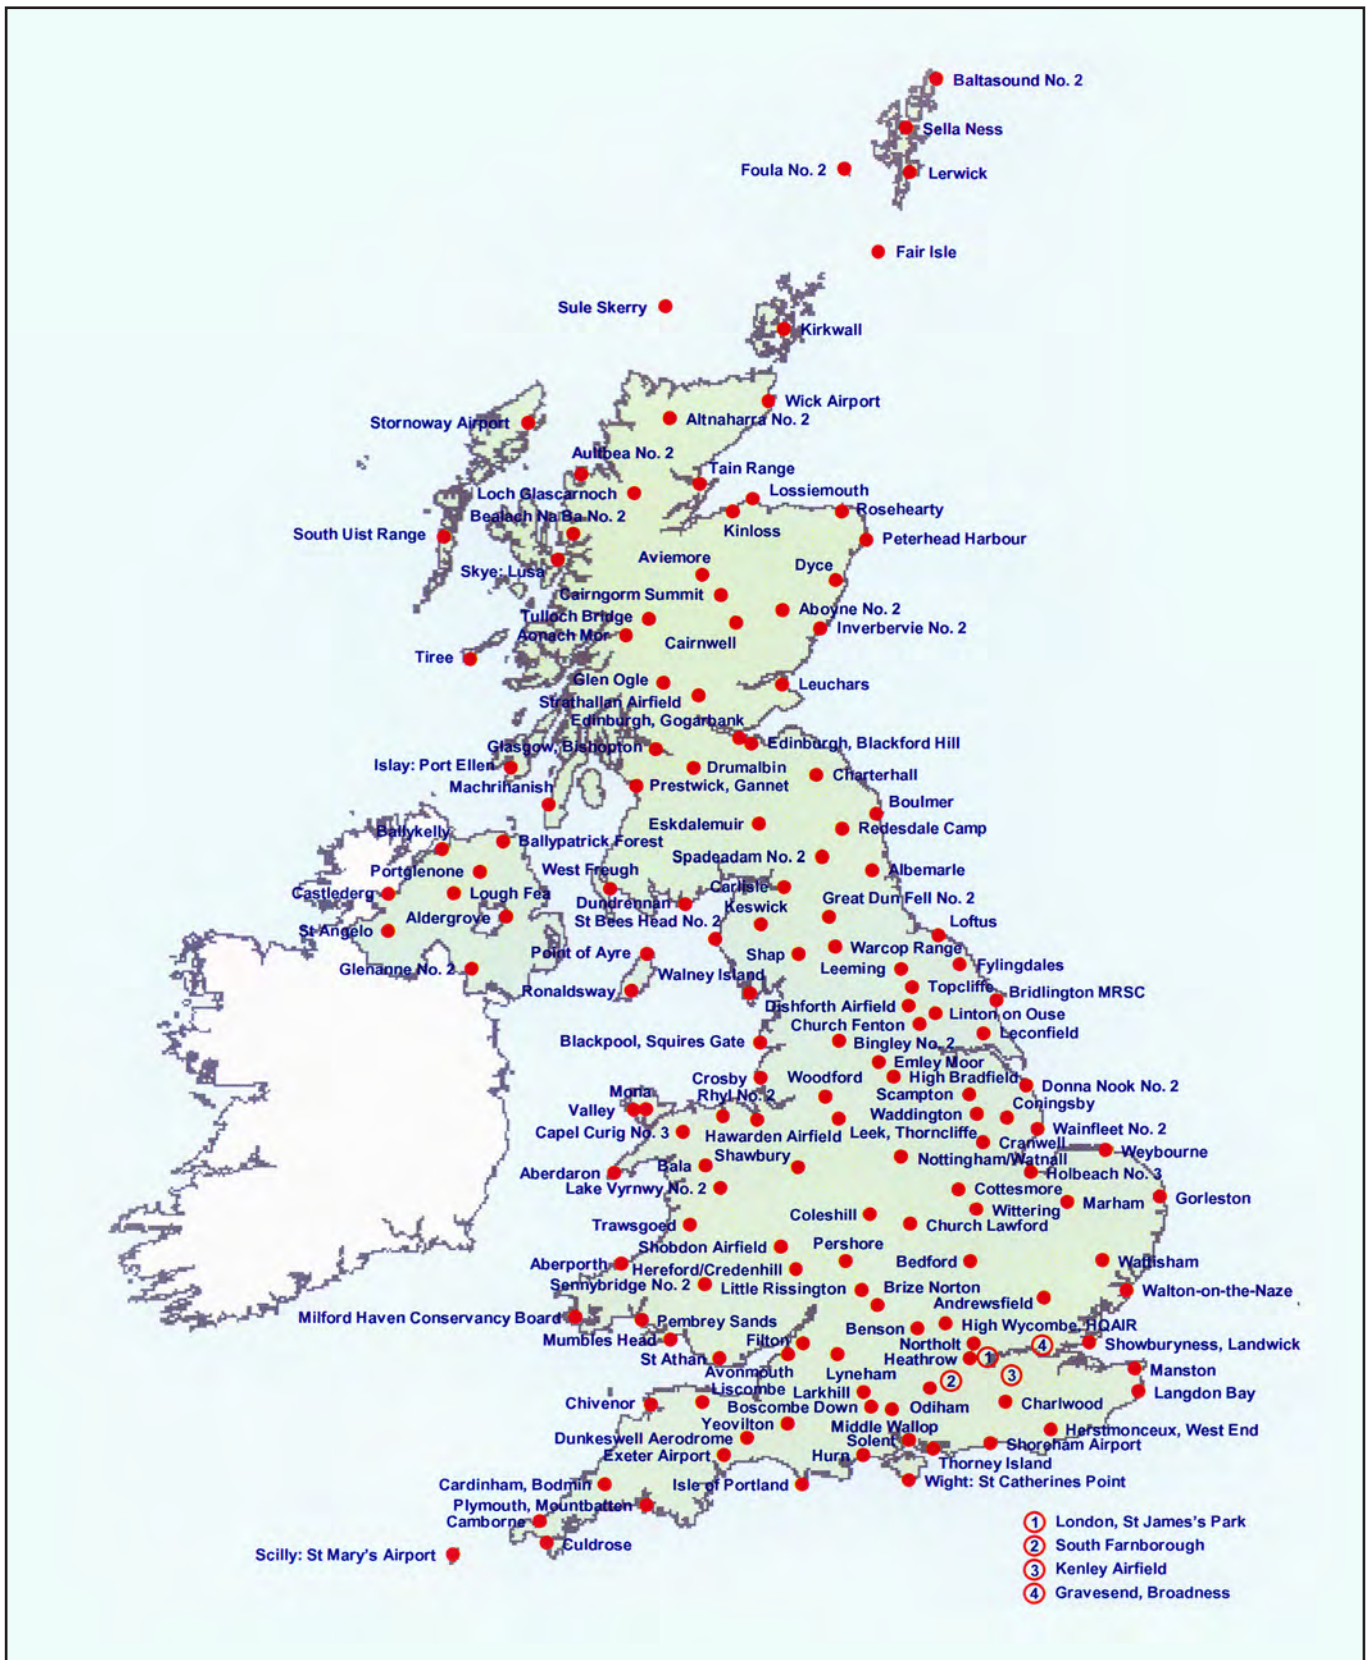 Baltasound No. 2
Sella Ness
Foula No. 2
Lerwick
Fair Isle
Sule Skerry
Kirkwall
Wick Airport
Stornoway Airport
Altnaharra No. 2
Aultbea No. 2
Tain Range
Loch Glascarnoch
Lossiemouth
Rosehearty
Bealach Na Ba No. 2
Kinloss
South Uist Range
Peterhead Harbour
Aviemore
Dyce
Skye: Lusa
Cairngorm Summit
Aboyne No. 2
Tulloch Bridge
Inverbervie No. 2
Aonach Mor
Cairnwell
Tiree
Glen Ogle
Leuchars
Strathallan Airfield
Edinburgh, Gogarbank
Edinburgh, Blackford Hill
Glasgow, Bishopton
Islay: Port Ellen
Drumalbin
Charterhall
Machrihanish
Prestwick, Gannet
Boulmer
Eskdalemuir
Redesdale Camp
Ballykelly
Ballypatrick Forest
Spadeadam No. 2
Portglenone
West Freugh
Albemarle
Castlederg
Lough Fea
Carlisle
Dundrennan
Great Dun Fell No. 2
Keswick
Aldergrove
St Bees Head No. 2
Loftus
St Angelo
Point of Ayre
Shap
Warcop Range
Glenanne No. 2
Walney Island
Leeming
Fylingdales
Ronaldsway
Topcliffe
Bridlington MRSC
Dishforth Airfield
Linton on Ouse
Church Fenton
Leconfield
Blackpool, Squires Gate
Bingley No. 2
Emley Moor
Crosby
Woodford
High Bradfield
Donna Nook No. 2
Mona
Rhyl No. 2
Scampton
Valley
Waddington
Coningsby
Capel Curig No. 3
Hawarden Airfield
Leek, Thorncliffe
Wainfleet No. 2
Cranwell
Shawbury
Nottingham/Watnall
Weybourne
Aberdaron
Bala
Holbeach No. 3
Lake Vyrnwy No. 2
Cottesmore
Marham
Gorleston
Coleshill
Wittering
Trawsgoed
Church Lawford
Shobdon Airfield
Pershore
Aberporth
Hereford/Credenhill
Bedford
Wattisham
Sennybridge No. 2
Little Rissington
Brize Norton
Walton-on-the-Naze
Andrewsfield
Milford Haven Conservancy Board
Pembrey Sands
Benson
High Wycombe, HQAIR
Mumbles Head
Filton
Northolt
4
Showburyness, Landwick
St Athan
Heathrow
1
Avonmouth
Lyneham
3
Manston
2
Liscombe
Larkhill
Langdon Bay
Chivenor
Boscombe Down
Odiham
Charlwood
Yeovilton
Middle Wallop
Herstmonceux, West End
Dunkeswell Aerodrome
Solent
Shoreham Airport
Exeter Airport
Hurn
Thorney Island
Cardinham, Bodmin
Isle of Portland
Wight: St Catherines Point
Plymouth, Mountbatten
Camborne
Culdrose
Scilly: St Mary's Airport
1 London, St James's Park
2 South Farnborough
3 Kenley Airfield
4 Gravesend, Broadness